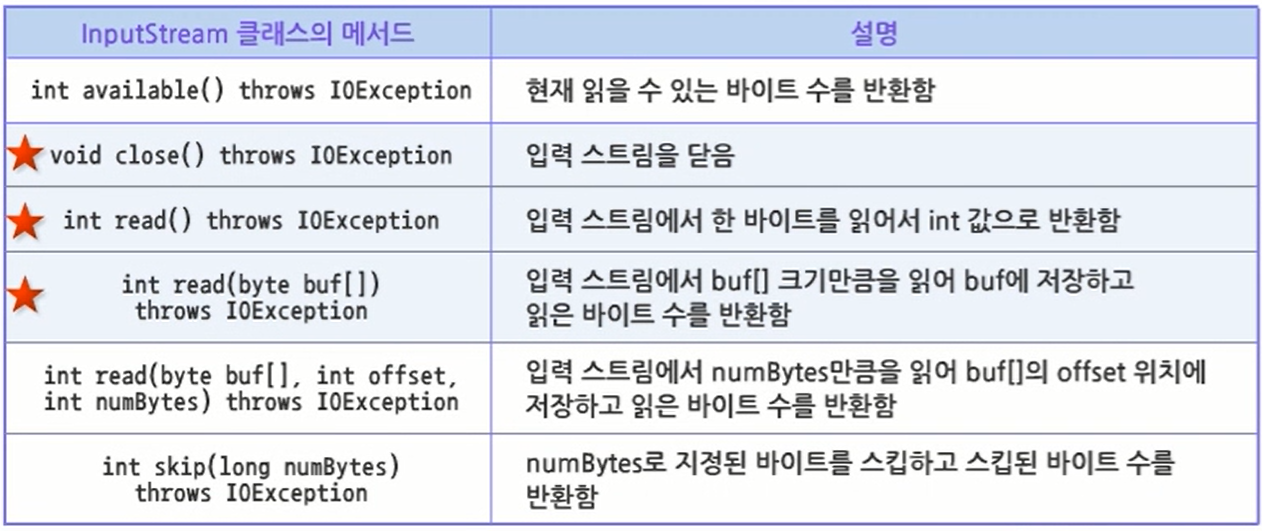 InputStream 클래스의 메서드
설명
int available() throws IOException
현재 읽을 수 있는 바이트 수를 반환함
void close() throws IOException
입력 스트림을 닫음
int read() throws IOException
입력 스트림에서 한 바이트를 읽어서 int 값으로 반환함
int read(byte buf[])
throws IOException
입력 스트림에서 buf[] 크기만큼을 읽어 buf에 저장하고
읽은 바이트 수를 반환함
int read(byte buf[], int offset,
int numBytes) throws IOException
입력 스트림에서 numBytes만큼을 읽어 buf[]의 offset 위치에
저장하고 읽은 바이트 수를 반환함
int skip(long numBytes)
throws IOException
numBytes로 지정된 바이트를 스킵하고 스킵된 바이트 수를
반환함